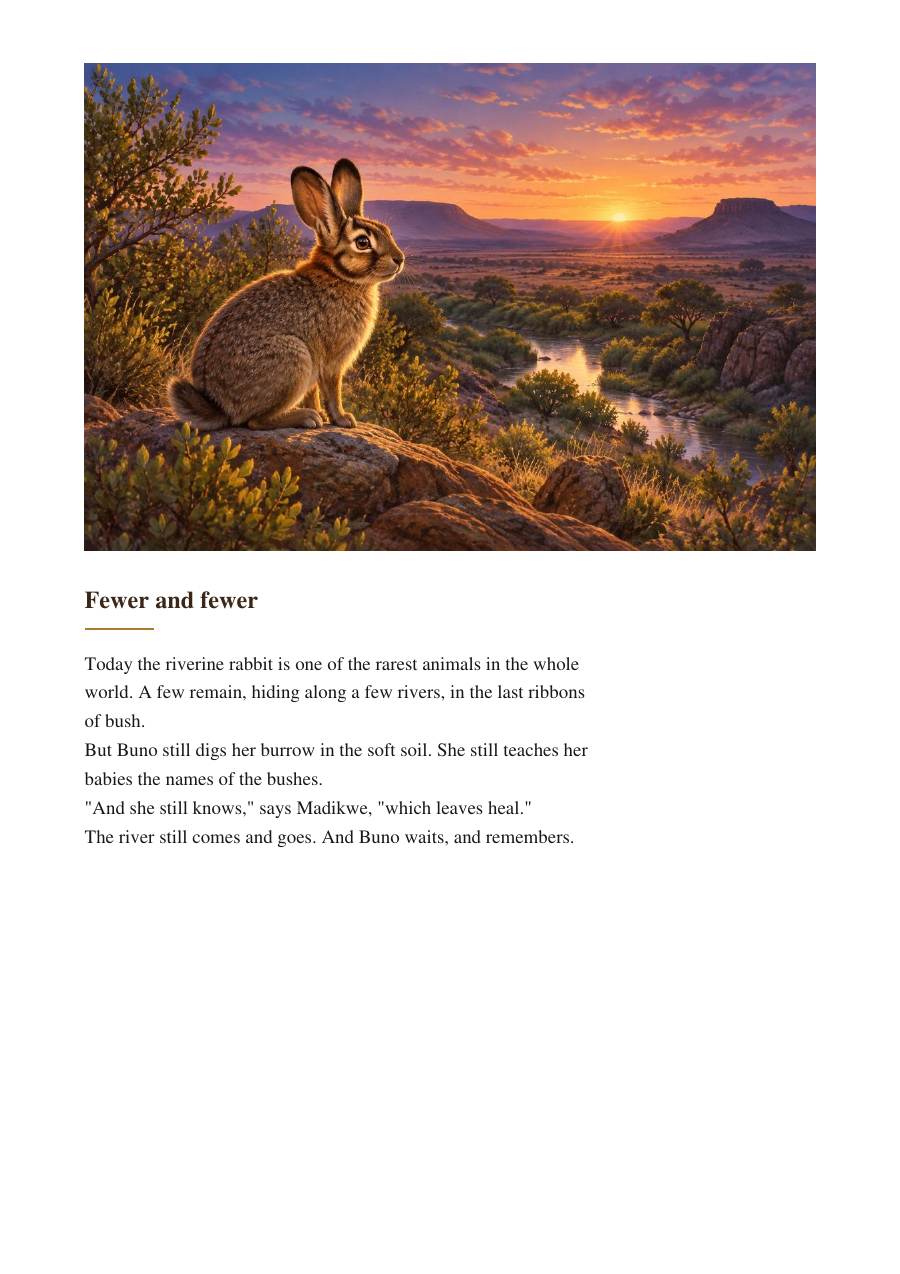 Fewer and fewer
Today the riverine rabbit is one of the rarest animals in the whole
world. A few remain, hiding along a few rivers, in the last ribbons
of bush.
But Buno still digs her burrow in the soft soil. She still teaches her
babies the names of the bushes.
"And she still knows," says Madikwe, "which leaves heal."
The river still comes and goes. And Buno waits, and remembers.